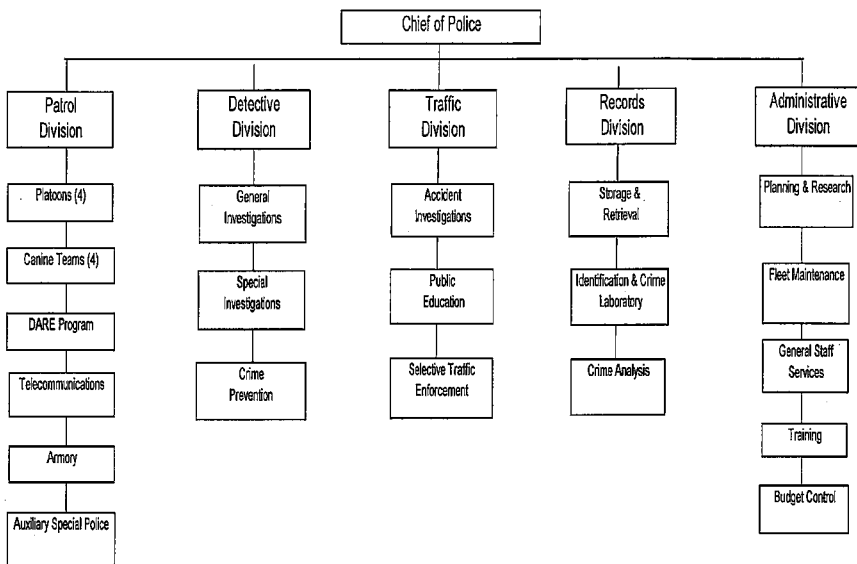 Chief of Police
Patrol
Division
Detective
Division
Traffic
Division
Records
Division
Administrative
Division
Platoons (4)
Canine Teams (4)
DARE Program
Telecommunications
Armory
Auxiliary Special Police
General
Investigations
Special
Investigations
Crime
Prevention
Accident
Investigations
Public
Education
Selective Traffic
Enforcement
Storage &
Retrieval
Identification & Crime
Laboratory
Crime Analysis
Planning & Research
Fleet Maintenance
General Staff
Services
Training
Budget Control